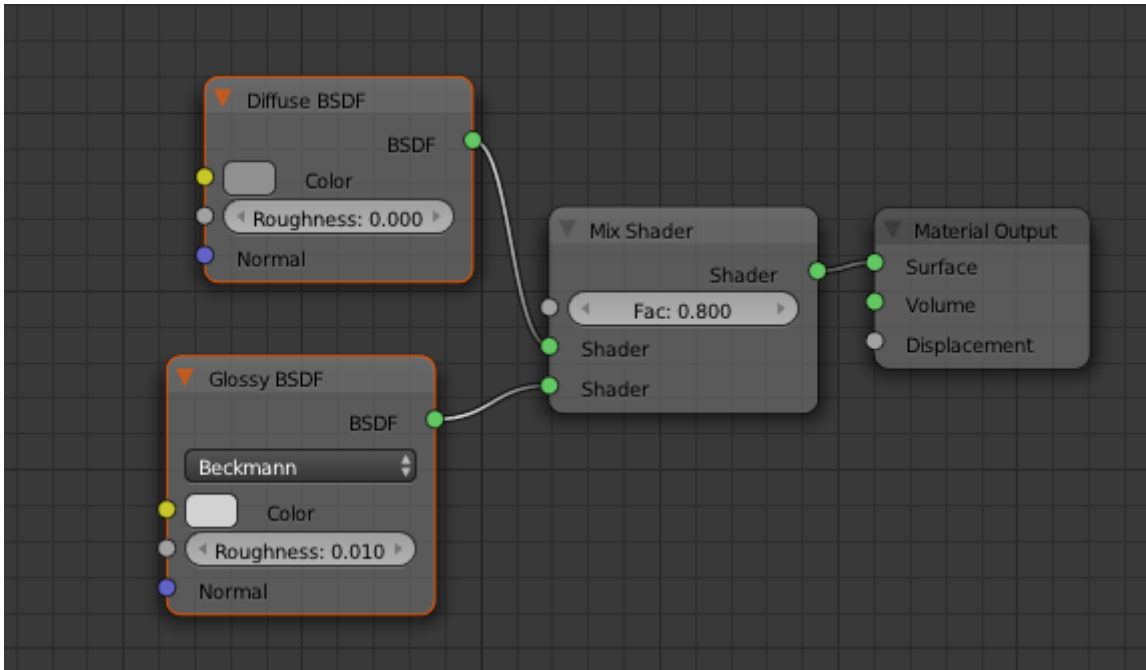 Diffuse BSDF
BSDF
Color
Roughness: 0.000
Normal
Glossy BSDF
BSDF
Beckmann
Color
Roughness: 0.010
Normal
Mix Shader
Shader
Fac: 0.800
Shader
Shader
Material Output
Surface
Volume
Displacement